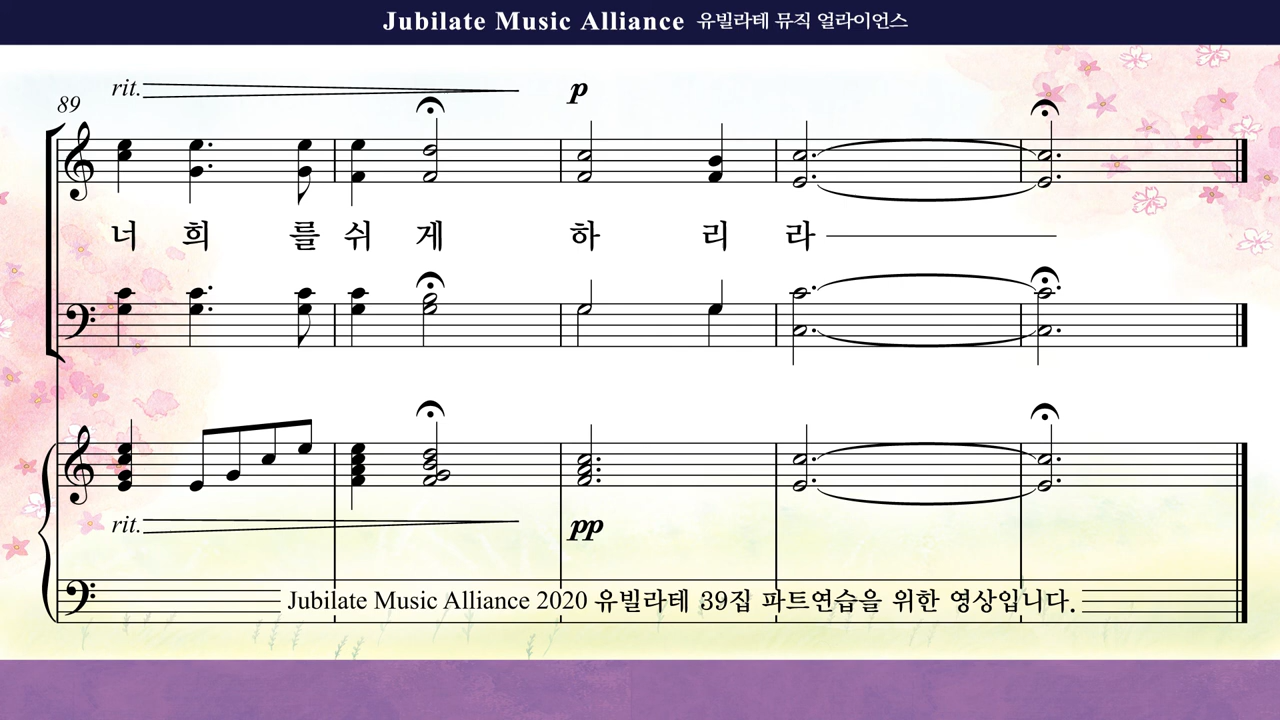 Jubilate Music Alliance 유빌라테 뮤직 얼라이언스
rit.
p
89
너 희 를 쉬 게 하 리 라
rit.
pp
Jubilate Music Alliance 2020 유빌라테 39집 파트연습을 위한 영상입니다.